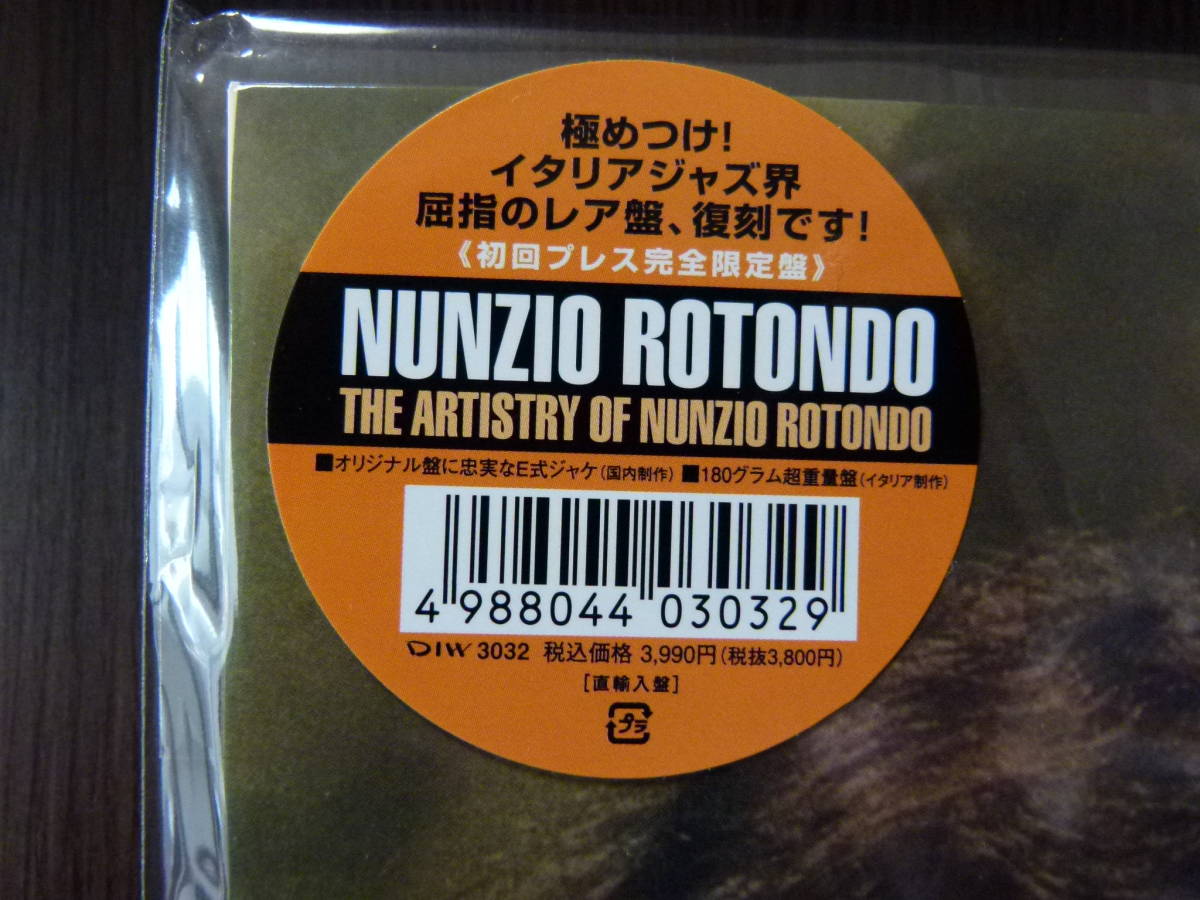 極めつけ!
イタリアジャズ界
屈指のレア盤、復刻です!
《初回プレス完全限定盤》
NUNZIO ROTONDO
THE ARTISTRY OF NUNZIO ROTONDO
■オリジナル盤に忠実なE式ジャケ(国内制作) ■180グラム超重量盤(イタリア制作)
4 988044 030329
DIW 3032 税込価格 3,990円(税抜3,800円)
[直輸入盤]
プラ